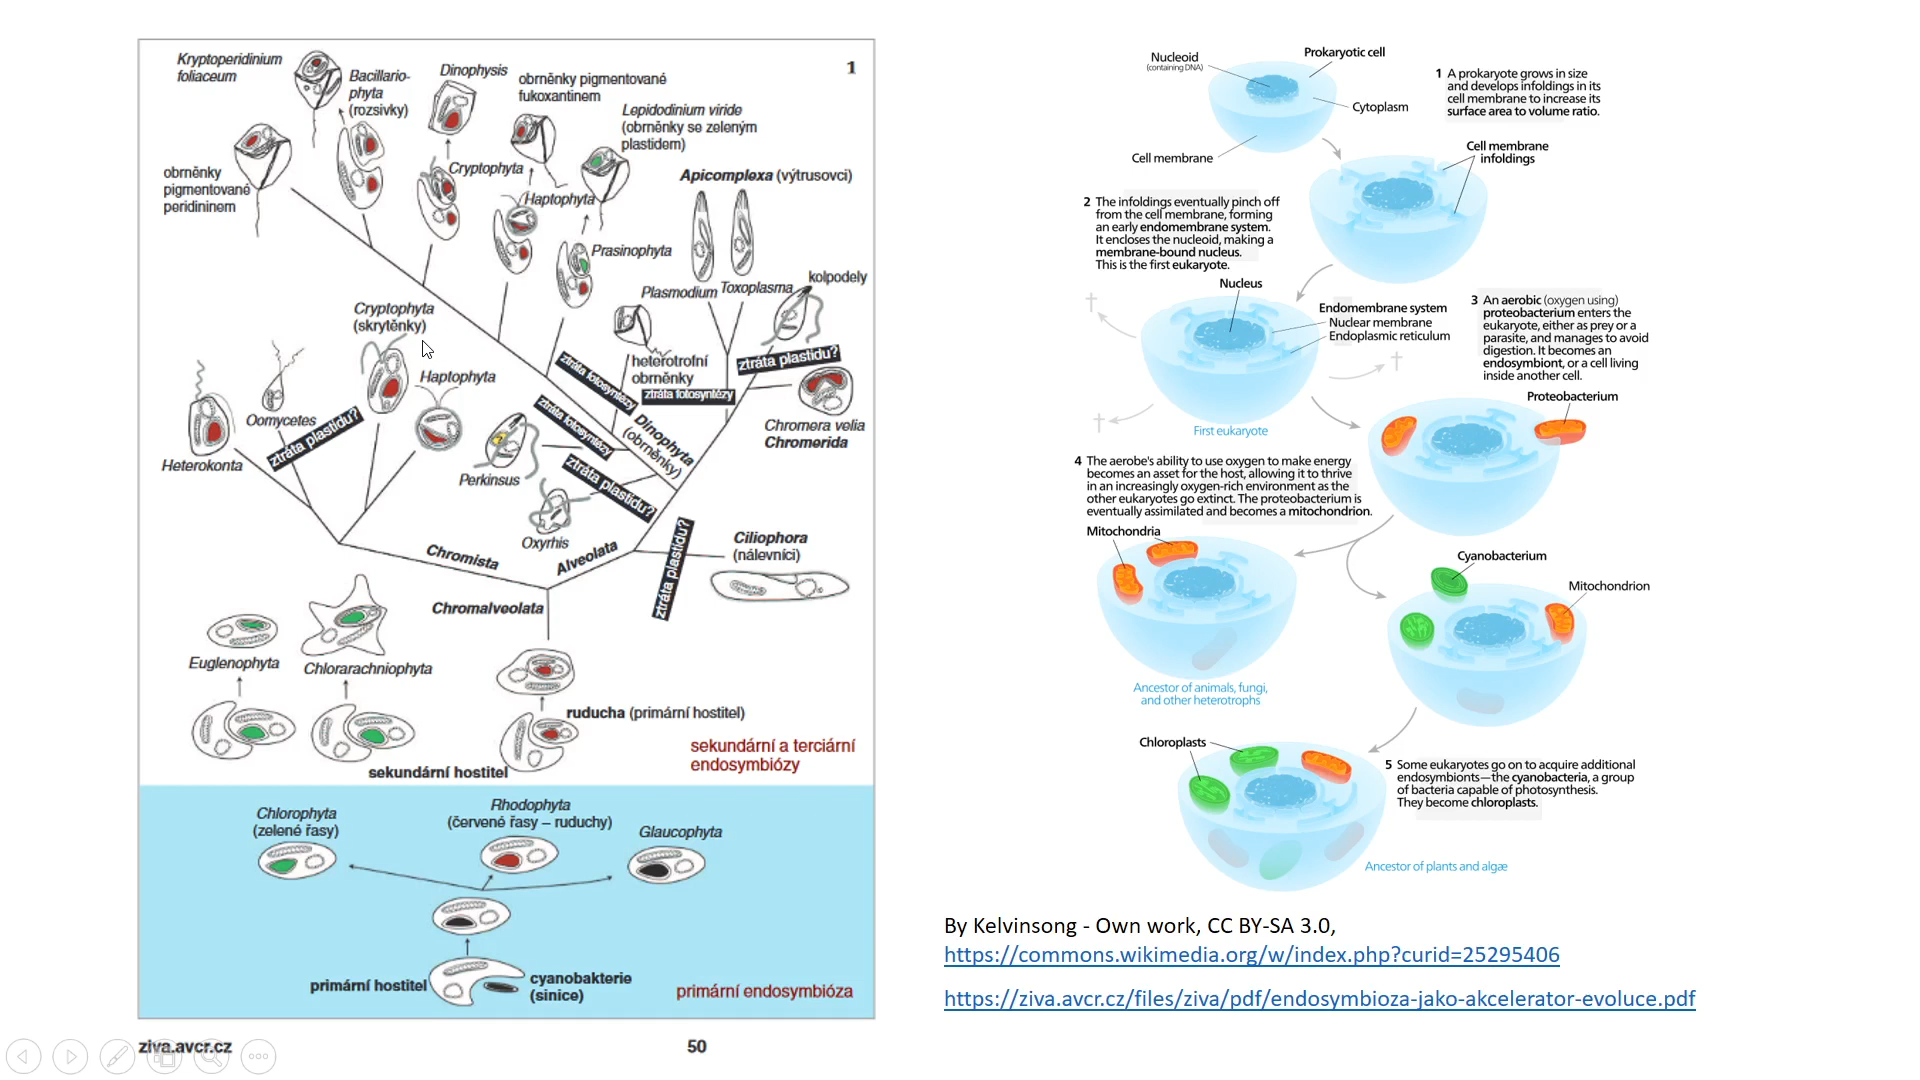 1
Kryptoperidinium
foliaceum
Bacillario-
phyta
(rozsivky)
Dinophysis
obrněnky pigmentované
fukoxantinem
Lepidodinium viride
(obrněnky se zeleným
plastidem)
obrněnky
pigmentované
peridininem
Cryptophyta
Haptophyta
Apicomplexa (výtrusovci)
Prasinophyta
Plasmodium
Toxoplasma
kolpodely
Cryptophyta
(skrytěnky)
Haptophyta
ztráta fotosyntézy
heterotrofní
obrněnky
ztráta fotosyntézy
ztráta plastidu?
Oomycetes
ztráta plastidu?
Heterokonta
ztráta fotosyntézy
Dinophyta
(obrněnky)
Chromera velia
Chromerida
Perkinsus
ztráta plastidu?
Oxyrhis
Chromista
Alveolata
ztráta plastidu?
Ciliophora
(nálevníci)
Chromalveolata
Euglenophyta
Chlorarachniophyta
ruducha (primární hostitel)
sekundární a terciární
endosymbiózy
sekundární hostitel
Chlorophyta
(zelené řasy)
Rhodophyta
(červené řasy – ruduchy)
Glaucophyta
primární hostitel
cyanobakterie
(sinice)
primární endosymbióza
ziva.avcr.cz
50
Nucleoid
(containing DNA)
Prokaryotic cell
Cytoplasm
Cell membrane
1 A prokaryote grows in size
and develops infoldings in its
cell membrane to increase its
surface area to volume ratio.
Cell membrane
infoldings
2 The infoldings eventually pinch off
from the cell membrane, forming
an early endomembrane system.
It encloses the nucleoid, making a
membrane-bound nucleus.
This is the first eukaryote.
Nucleus
Endomembrane system
Nuclear membrane
Endoplasmic reticulum
First eukaryote
3 An aerobic (oxygen using)
proteobacterium enters the
eukaryote, either as prey or a
parasite, and manages to avoid
digestion. It becomes an
endosymbiont, or a cell living
inside another cell.
Proteobacterium
4 The aerobe's ability to use oxygen to make energy
becomes an asset for the host, allowing it to thrive
in an increasingly oxygen-rich environment as the
other eukaryotes go extinct. The proteobacterium is
eventually assimilated and becomes a mitochondrion.
Mitochondria
Cyanobacterium
Mitochondrion
Ancestor of animals, fungi,
and other heterotrophs
Chloroplasts
5 Some eukaryotes go on to acquire additional
endosymbionts—the cyanobacteria, a group
of bacteria capable of photosynthesis.
They become chloroplasts.
Ancestor of plants and algæ
By Kelvinsong - Own work, CC BY-SA 3.0,
https://commons.wikimedia.org/w/index.php?curid=25295406
https://ziva.avcr.cz/files/ziva/pdf/endosymbioza-jako-akcelerator-evoluce.pdf